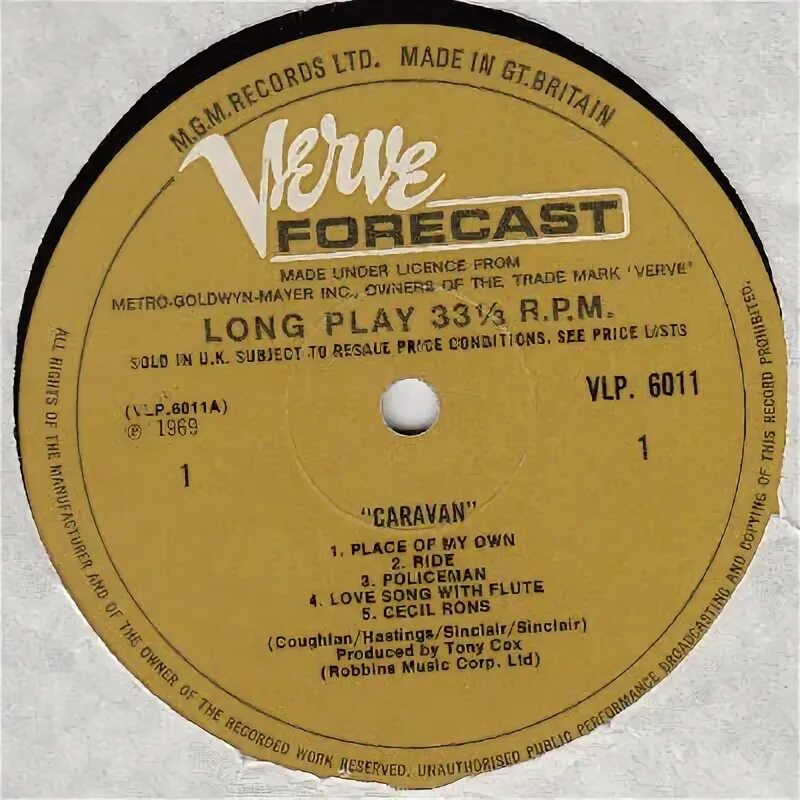 M.G.M. RECORDS LTD. MADE IN GT. BRITAIN
Verve
FORECAST
MADE UNDER LICENCE FROM
METRO-GOLDWYN-MAYER INC., OWNERS OF THE TRADE MARK 'VERVE'
LONG PLAY 33⅓ R.P.M.
SOLD IN U.K. SUBJECT TO RESALE PRICE CONDITIONS, SEE PRICE LISTS
(VLP.6011A)
VLP. 6011
℗ 1969
1
1
"CARAVAN"
1. PLACE OF MY OWN
2. RIDE
3. POLICEMAN
4. LOVE SONG WITH FLUTE
5. CECIL RONS
(Coughlan/Hastings/Sinclair/Sinclair)
Produced by Tony Cox
(Robbins Music Corp. Ltd)
ALL RIGHTS OF THE MANUFACTURER AND OF THIS OWNER OF THE RECORDED WORK RESERVED. UNAUTHORISED PUBLIC PERFORMANCE BROADCASTING AND COPYING OF THIS RECORD PROHIBITED.